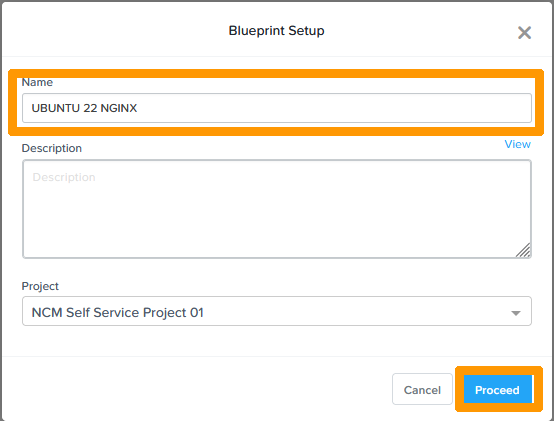 Blueprint Setup
Name
UBUNTU 22 NGINX
Description
View
Description
Project
NCM Self Service Project 01
Cancel
Proceed